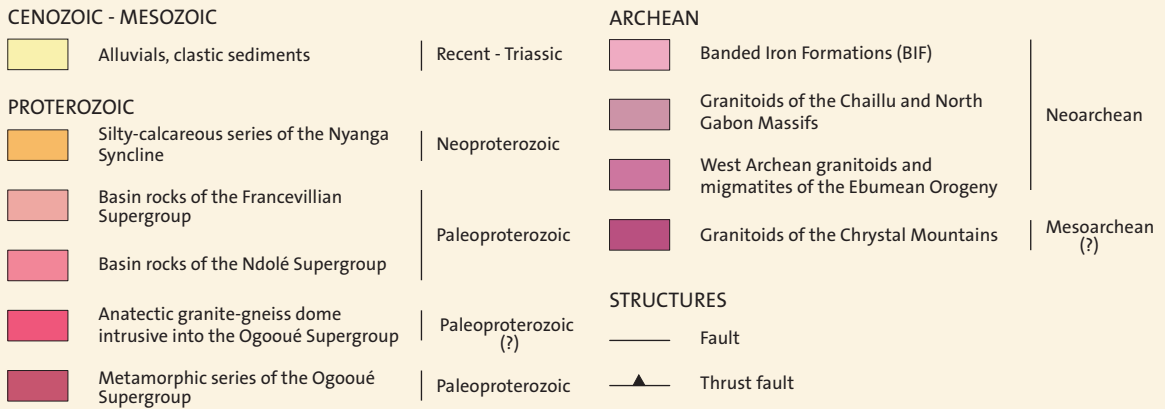 CENOZOIC - MESOZOIC
Alluvials, clastic sediments
Recent - Triassic
PROTEROZOIC
Silty-calcareous series of the Nyanga
Syncline
Neoproterozoic
Basin rocks of the Francevillian
Supergroup
Basin rocks of the Ndolé Supergroup
Paleoproterozoic
Anatectic granite-gneiss dome
intrusive into the Ogooué Supergroup
Paleoproterozoic
(?)
Metamorphic series of the Ogooué
Supergroup
Paleoproterozoic
ARCHEAN
Banded Iron Formations (BIF)
Granitoids of the Chaillu and North
Gabon Massifs
West Archean granitoids and
migmatites of the Ebumean Orogeny
Neoarchean
Granitoids of the Chrystal Mountains
Mesoarchean
(?)
STRUCTURES
Fault
Thrust fault